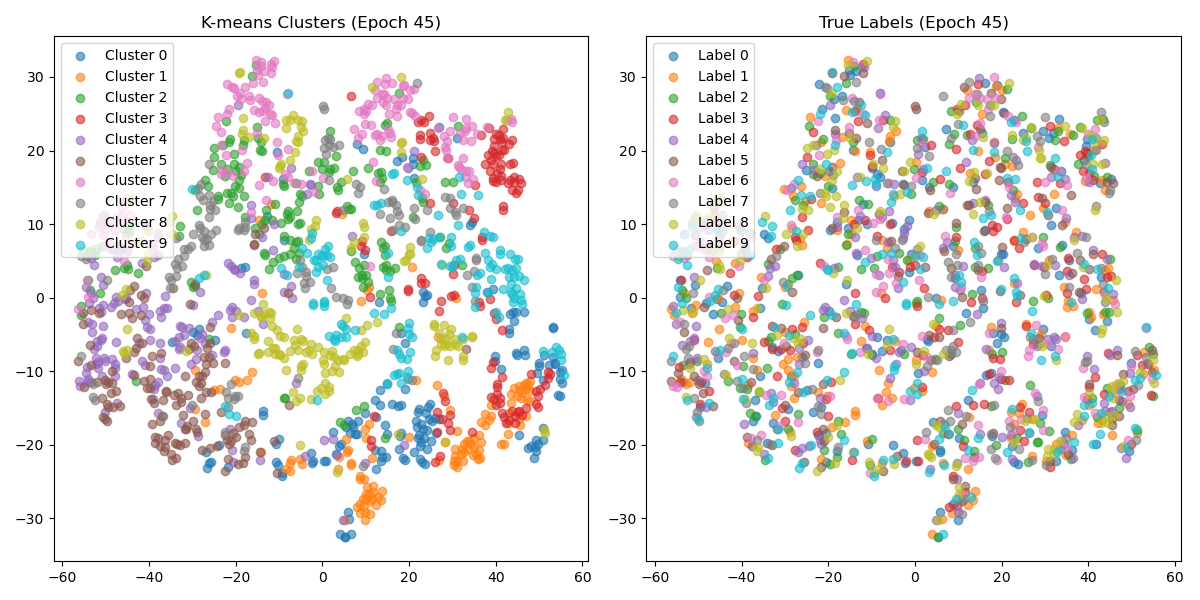 K-means Clusters (Epoch 45)
Cluster 0
Cluster 1
Cluster 2
Cluster 3
Cluster 4
Cluster 5
Cluster 6
Cluster 7
Cluster 8
Cluster 9
30
20
10
0
−10
−20
−30
−60
−40
−20
0
20
40
60
True Labels (Epoch 45)
Label 0
Label 1
Label 2
Label 3
Label 4
Label 5
Label 6
Label 7
Label 8
Label 9
30
20
10
0
−10
−20
−30
−60
−40
−20
0
20
40
60